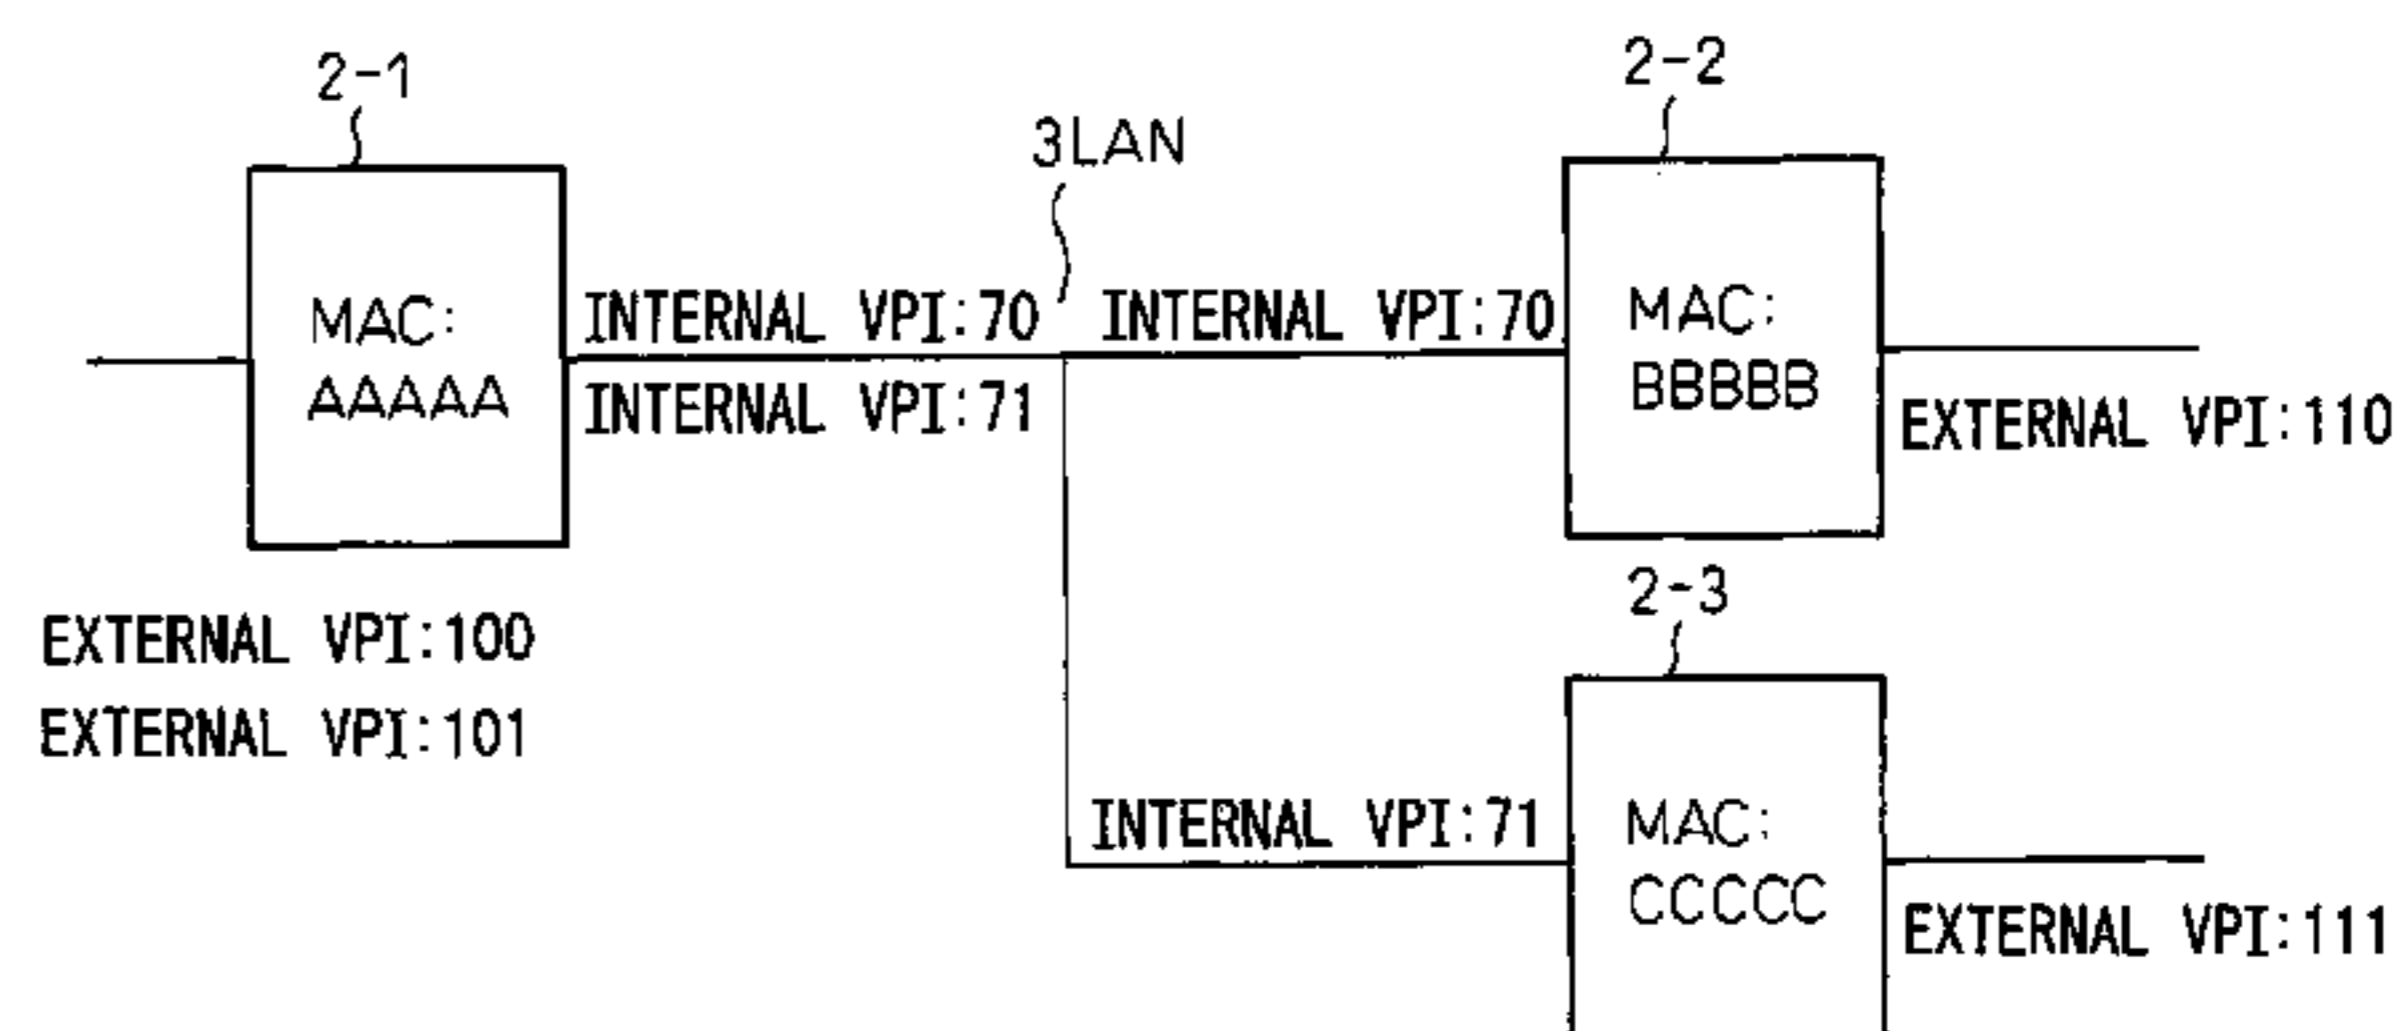 2-1
2-2
3LAN
MAC:
AAAAA
INTERNAL VPI:70
INTERNAL VPI:71
INTERNAL VPI:70
MAC:
BBBBB
EXTERNAL VPI:110
EXTERNAL VPI:100
EXTERNAL VPI:101
2-3
INTERNAL VPI:71
MAC:
CCCCC
EXTERNAL VPI:111